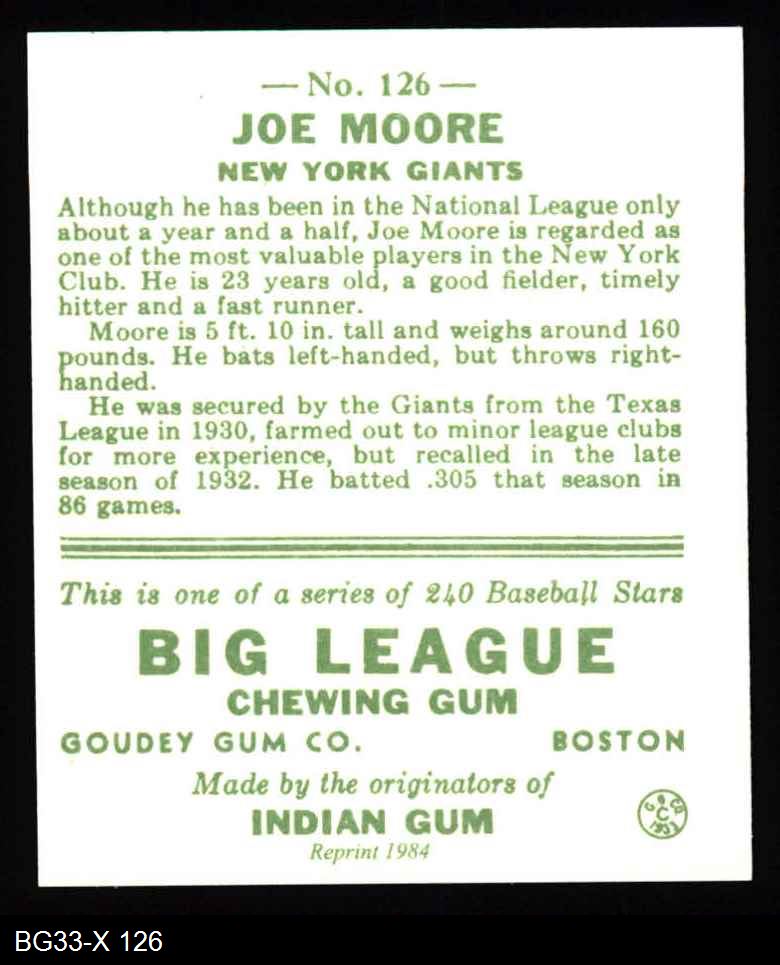 — No. 126 —
JOE MOORE
NEW YORK GIANTS
Although he has been in the National League only
about a year and a half, Joe Moore is regarded as
one of the most valuable players in the New York
Club. He is 23 years old, a good fielder, timely
hitter and a fast runner.
Moore is 5 ft. 10 in. tall and weighs around 160
pounds. He bats left-handed, but throws right-
handed.
He was secured by the Giants from the Texas
League in 1930, farmed out to minor league clubs
for more experience, but recalled in the late
season of 1932. He batted .305 that season in
86 games.
This is one of a series of 240 Baseball Stars
BIG LEAGUE
CHEWING GUM
GOUDEY GUM CO. BOSTON
Made by the originators of
INDIAN GUM
Reprint 1984
BG33-X 126